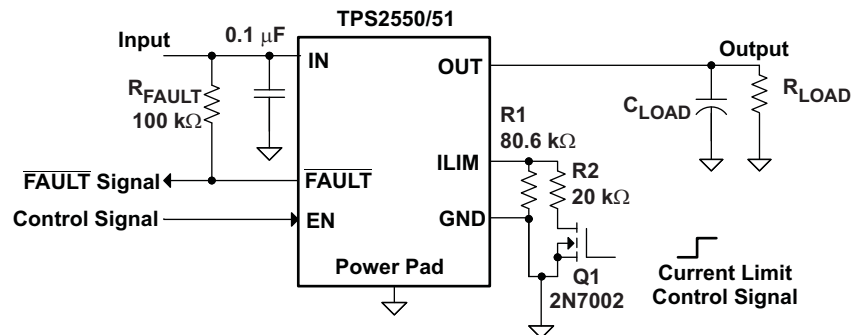 TPS2550/51
Input
0.1 μF
IN
OUT
Output
R_FAULT
100 kΩ
C_LOAD
R_LOAD
R1
80.6 kΩ
ILIM
R2
20 kΩ
FAULT Signal
FAULT
Control Signal
EN
GND
Power Pad
Q1
2N7002
Current Limit
Control Signal